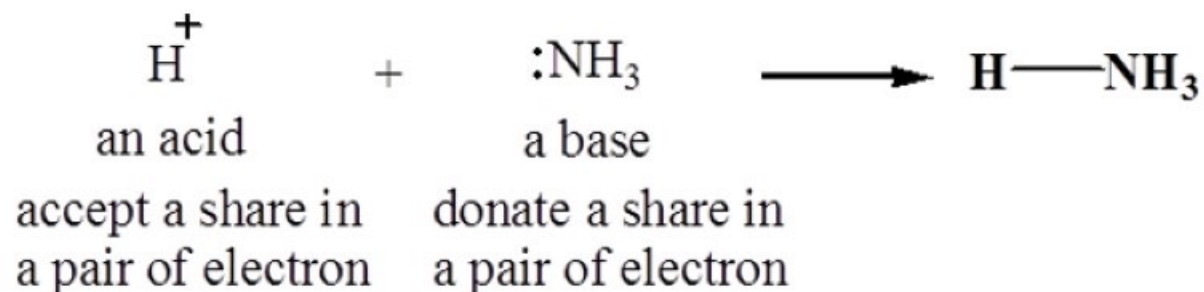 H⁺ + :NH₃ → H—NH₃
an acid a base
accept a share in donate a share in
a pair of electron a pair of electron